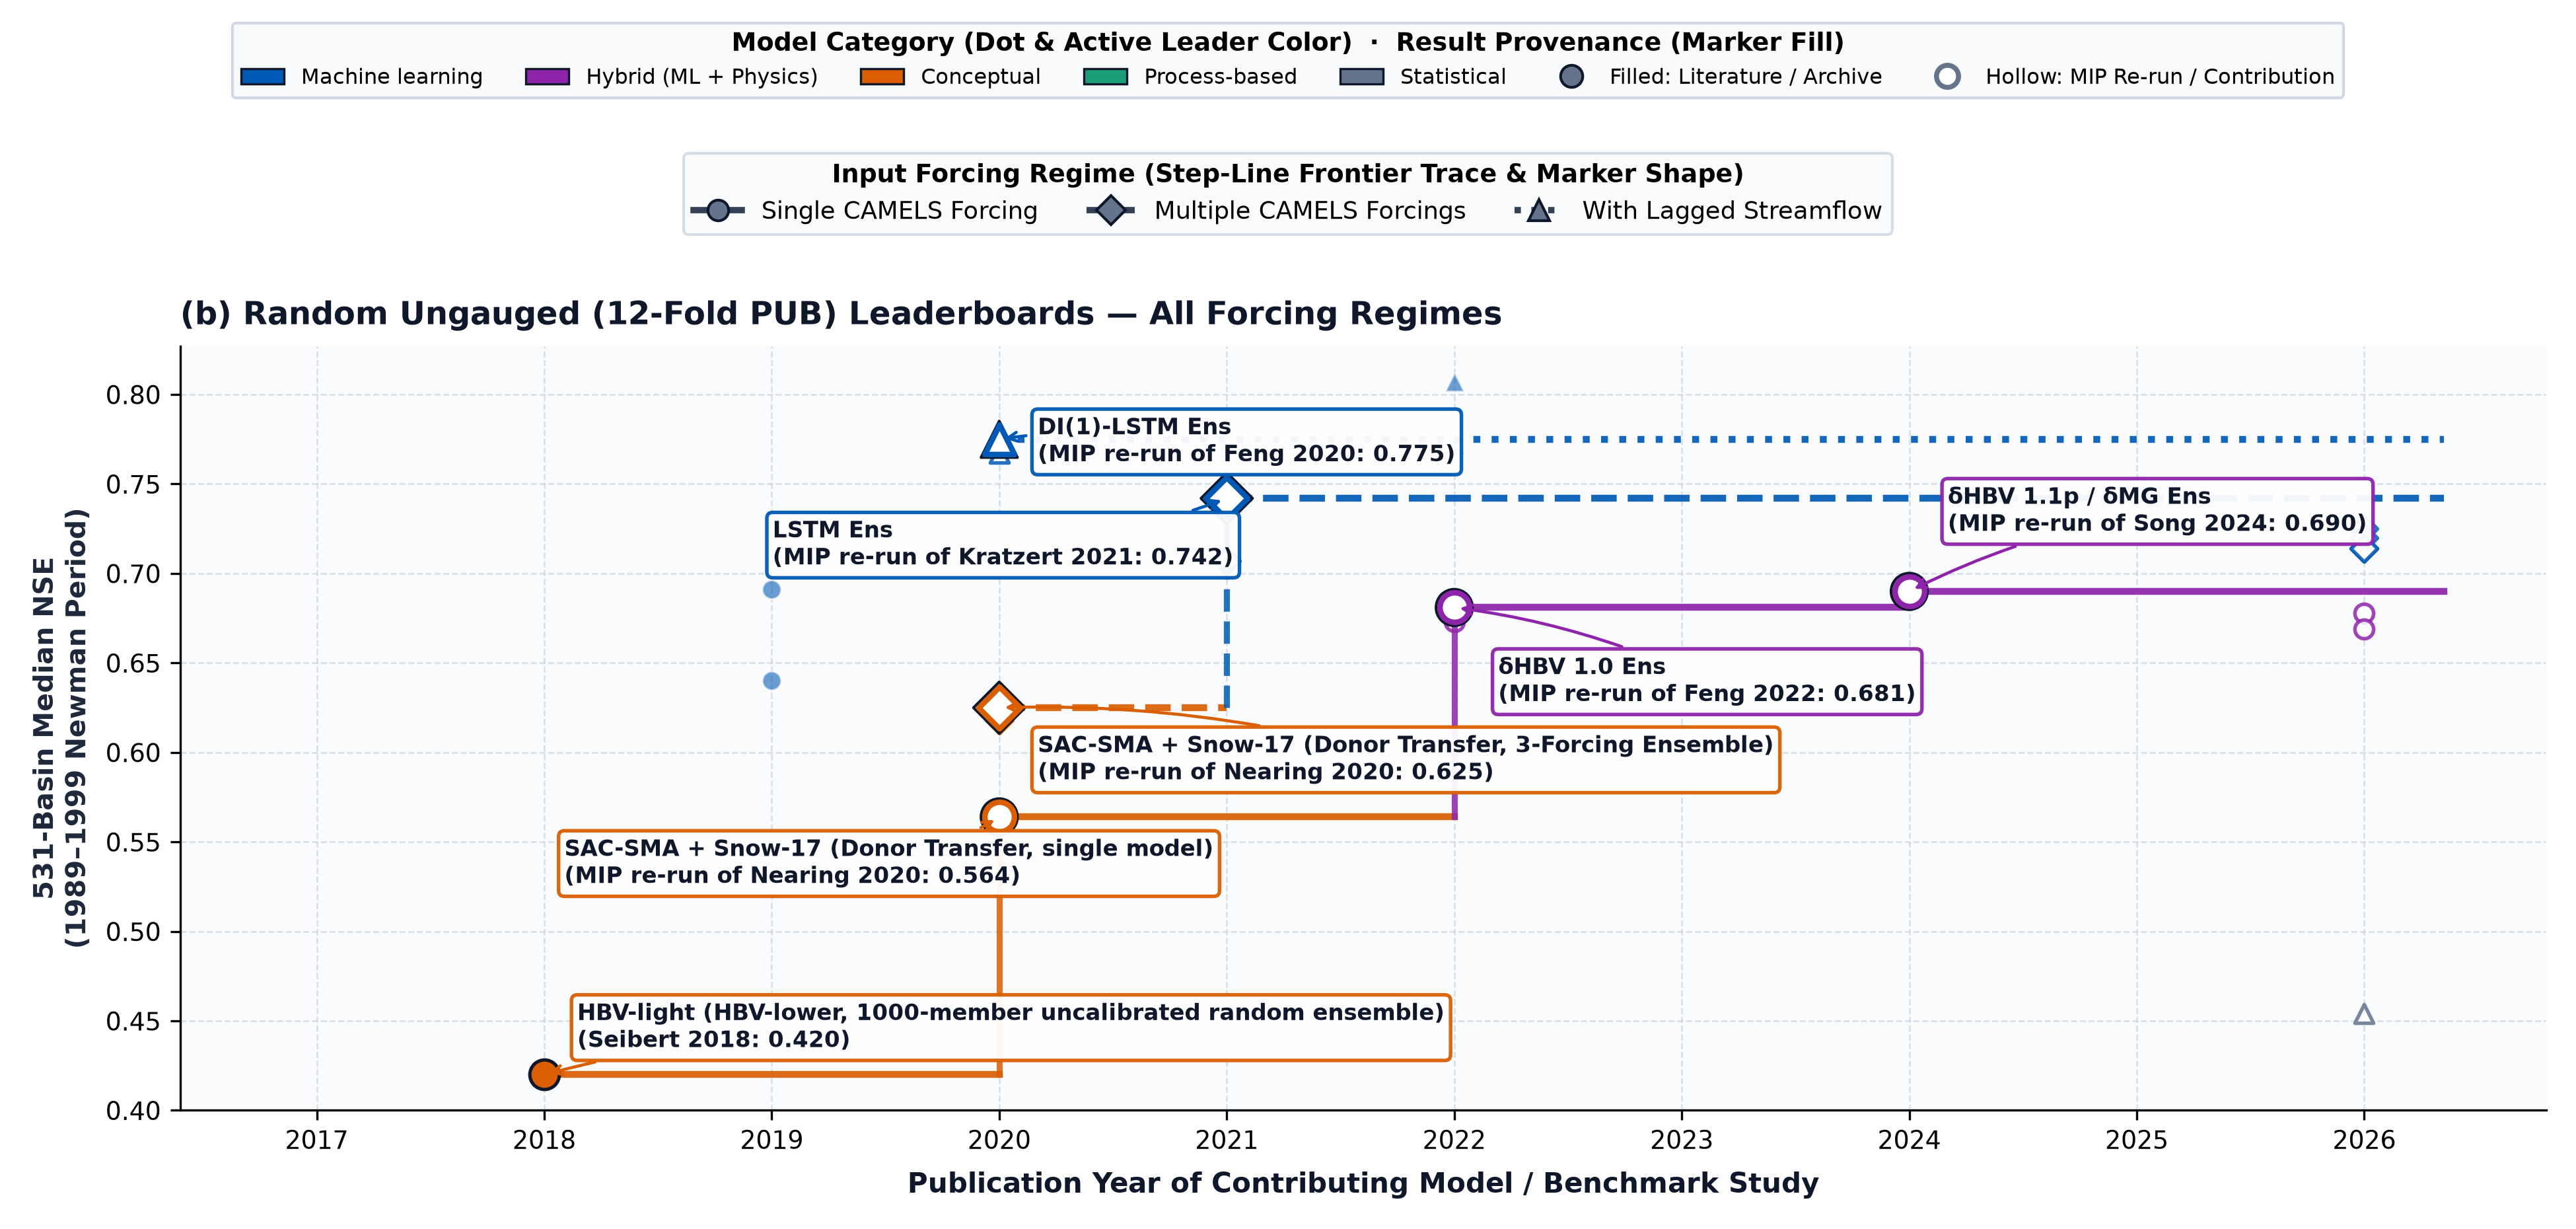 Model Category (Dot & Active Leader Color)  ·  Result Provenance (Marker Fill)
Machine learning
Hybrid (ML + Physics)
Conceptual
Process-based
Statistical
Filled: Literature / Archive
Hollow: MIP Re-run / Contribution
Input Forcing Regime (Step-Line Frontier Trace & Marker Shape)
Single CAMELS Forcing
Multiple CAMELS Forcings
With Lagged Streamflow
(b) Random Ungauged (12-Fold PUB) Leaderboards — All Forcing Regimes
531-Basin Median NSE
(1989–1999 Newman Period)
0.80
0.75
0.70
0.65
0.60
0.55
0.50
0.45
0.40
DI(1)-LSTM Ens
(MIP re-run of Feng 2020: 0.775)
δHBV 1.1p / δMG Ens
(MIP re-run of Song 2024: 0.690)
LSTM Ens
(MIP re-run of Kratzert 2021: 0.742)
δHBV 1.0 Ens
(MIP re-run of Feng 2022: 0.681)
SAC-SMA + Snow-17 (Donor Transfer, 3-Forcing Ensemble)
(MIP re-run of Nearing 2020: 0.625)
SAC-SMA + Snow-17 (Donor Transfer, single model)
(MIP re-run of Nearing 2020: 0.564)
HBV-light (HBV-lower, 1000-member uncalibrated random ensemble)
(Seibert 2018: 0.420)
2017
2018
2019
2020
2021
2022
2023
2024
2025
2026
Publication Year of Contributing Model / Benchmark Study